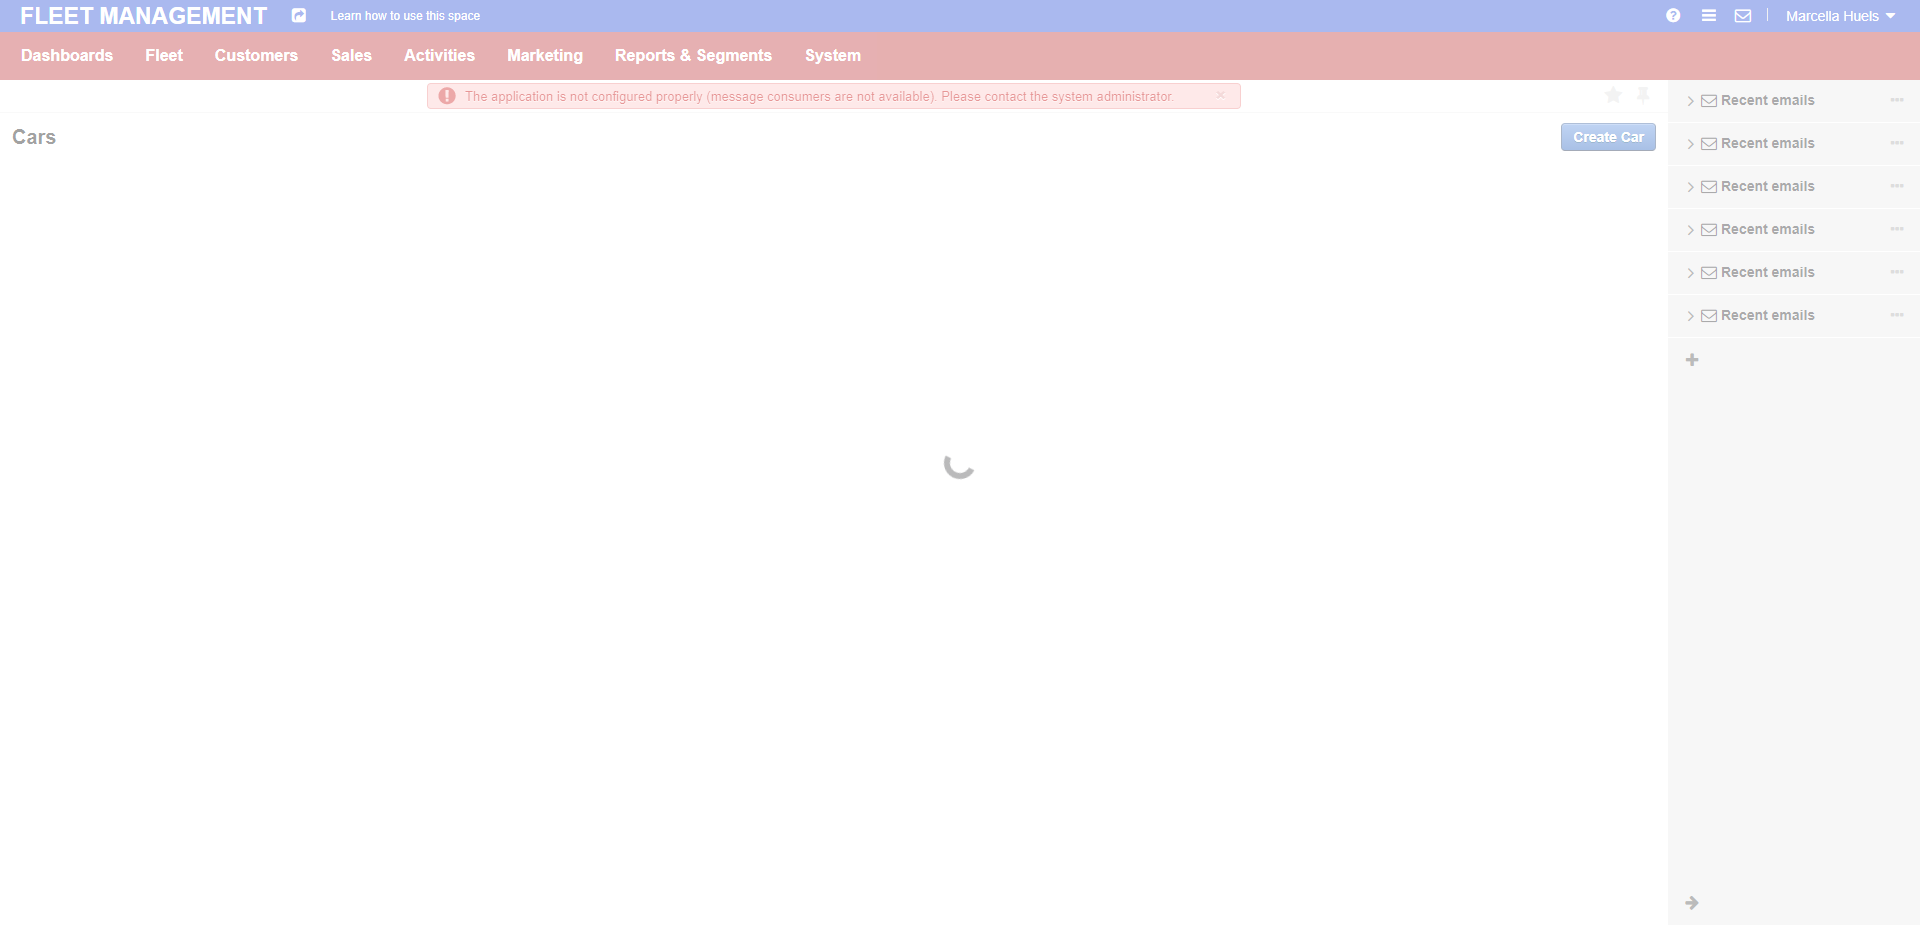 FLEET MANAGEMENT Learn how to use this space Marcella Huels
Dashboards Fleet Customers Sales Activities Marketing Reports & Segments System
The application is not configured properly (message consumers are not available). Please contact the system administrator. ×
Cars Create Car
Recent emails
Recent emails
Recent emails
Recent emails
Recent emails
Recent emails